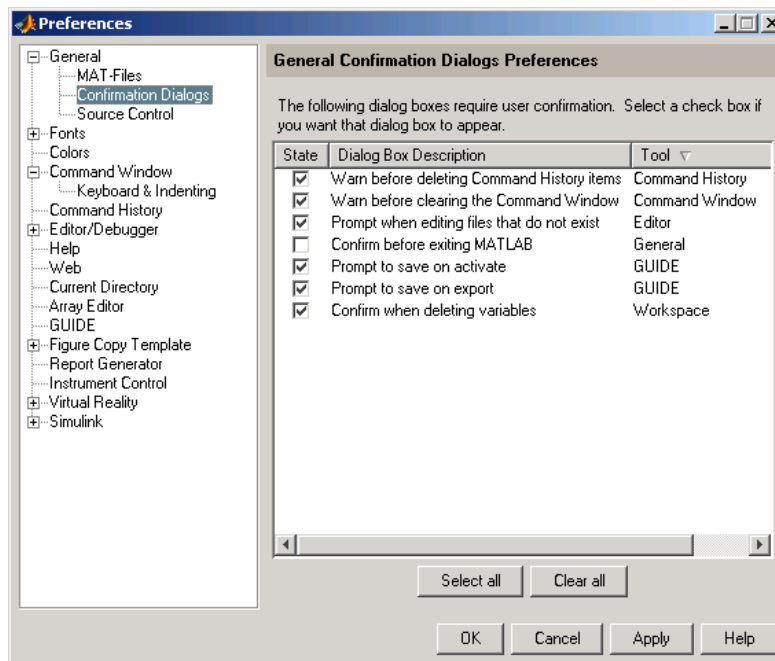 Preferences
General
MAT-Files
Confirmation Dialogs
Source Control
Fonts
Colors
Command Window
Keyboard & Indenting
Command History
Editor/Debugger
Help
Web
Current Directory
Array Editor
GUIDE
Figure Copy Template
Report Generator
Instrument Control
Virtual Reality
Simulink
General Confirmation Dialogs Preferences
The following dialog boxes require user confirmation.  Select a check box if
you want that dialog box to appear.
State Dialog Box Description Tool
Warn before deleting Command History items Command History
Warn before clearing the Command Window Command Window
Prompt when editing files that do not exist Editor
Confirm before exiting MATLAB General
Prompt to save on activate GUIDE
Prompt to save on export GUIDE
Confirm when deleting variables Workspace
Select all Clear all
OK Cancel Apply Help